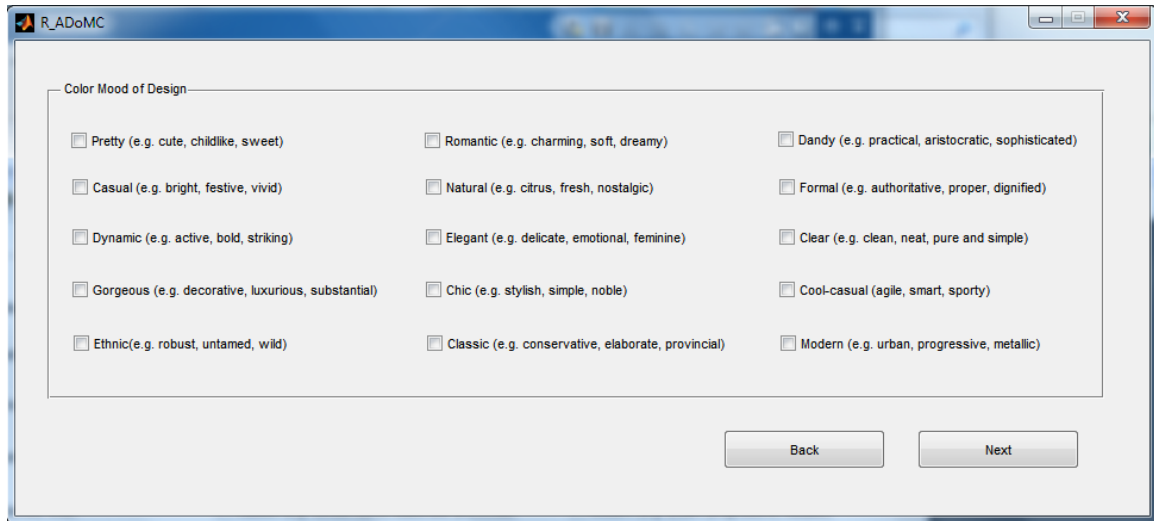 R_ADoMC
Color Mood of Design
Pretty (e.g. cute, childlike, sweet)
Romantic (e.g. charming, soft, dreamy)
Dandy (e.g. practical, aristocratic, sophisticated)
Casual (e.g. bright, festive, vivid)
Natural (e.g. citrus, fresh, nostalgic)
Formal (e.g. authoritative, proper, dignified)
Dynamic (e.g. active, bold, striking)
Elegant (e.g. delicate, emotional, feminine)
Clear (e.g. clean, neat, pure and simple)
Gorgeous (e.g. decorative, luxurious, substantial)
Chic (e.g. stylish, simple, noble)
Cool-casual (agile, smart, sporty)
Ethnic(e.g. robust, untamed, wild)
Classic (e.g. conservative, elaborate, provincial)
Modern (e.g. urban, progressive, metallic)
Back
Next